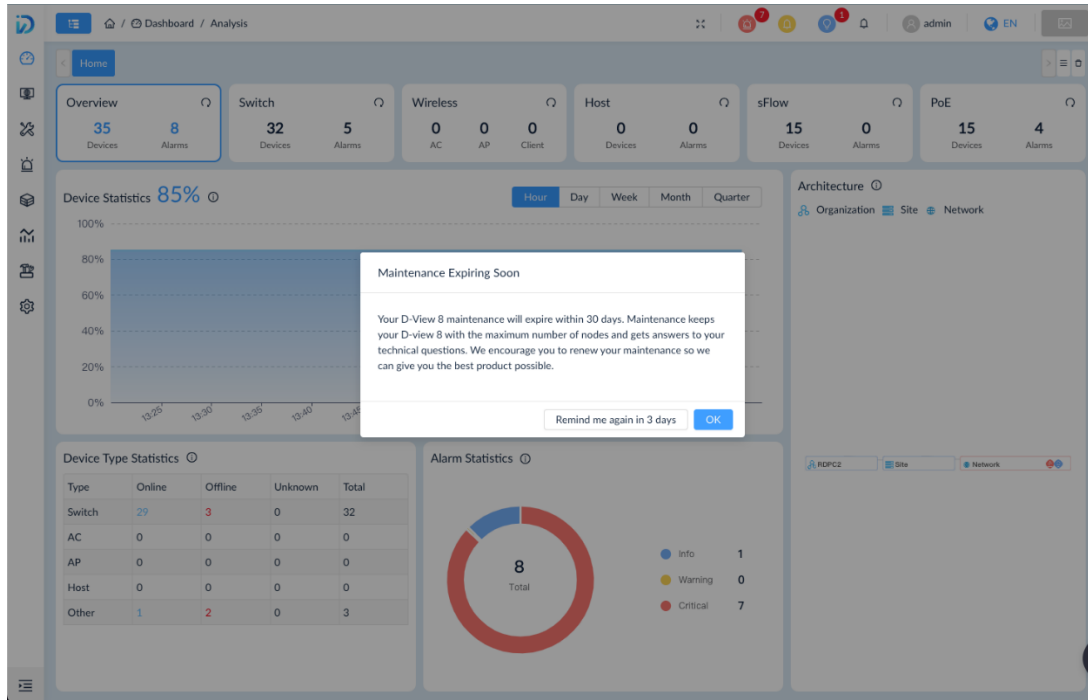 / Dashboard / Analysis
7
1
admin
EN
Home
Overview
35 8
Devices Alarms
Switch
32 5
Devices Alarms
Wireless
0 0 0
AC AP Client
Host
0 0
Devices Alarms
sFlow
15 0
Devices Alarms
PoE
15 4
Devices Alarms
Device Statistics 85%
Hour Day Week Month Quarter
100%
80%
60%
40%
20%
0%
13:25 13:30 13:35 13:40 13:45
Architecture
Organization Site Network
RDPC2 Site Network
Maintenance Expiring Soon
Your D-View 8 maintenance will expire within 30 days. Maintenance keeps
your D-view 8 with the maximum number of nodes and gets answers to your
technical questions. We encourage you to renew your maintenance so we
can give you the best product possible.
Remind me again in 3 days OK
Device Type Statistics
Type Online Offline Unknown Total
Switch 29 3 0 32
AC 0 0 0 0
AP 0 0 0 0
Host 0 0 0 0
Other 1 2 0 3
Alarm Statistics
8
Total
Info 1
Warning 0
Critical 7